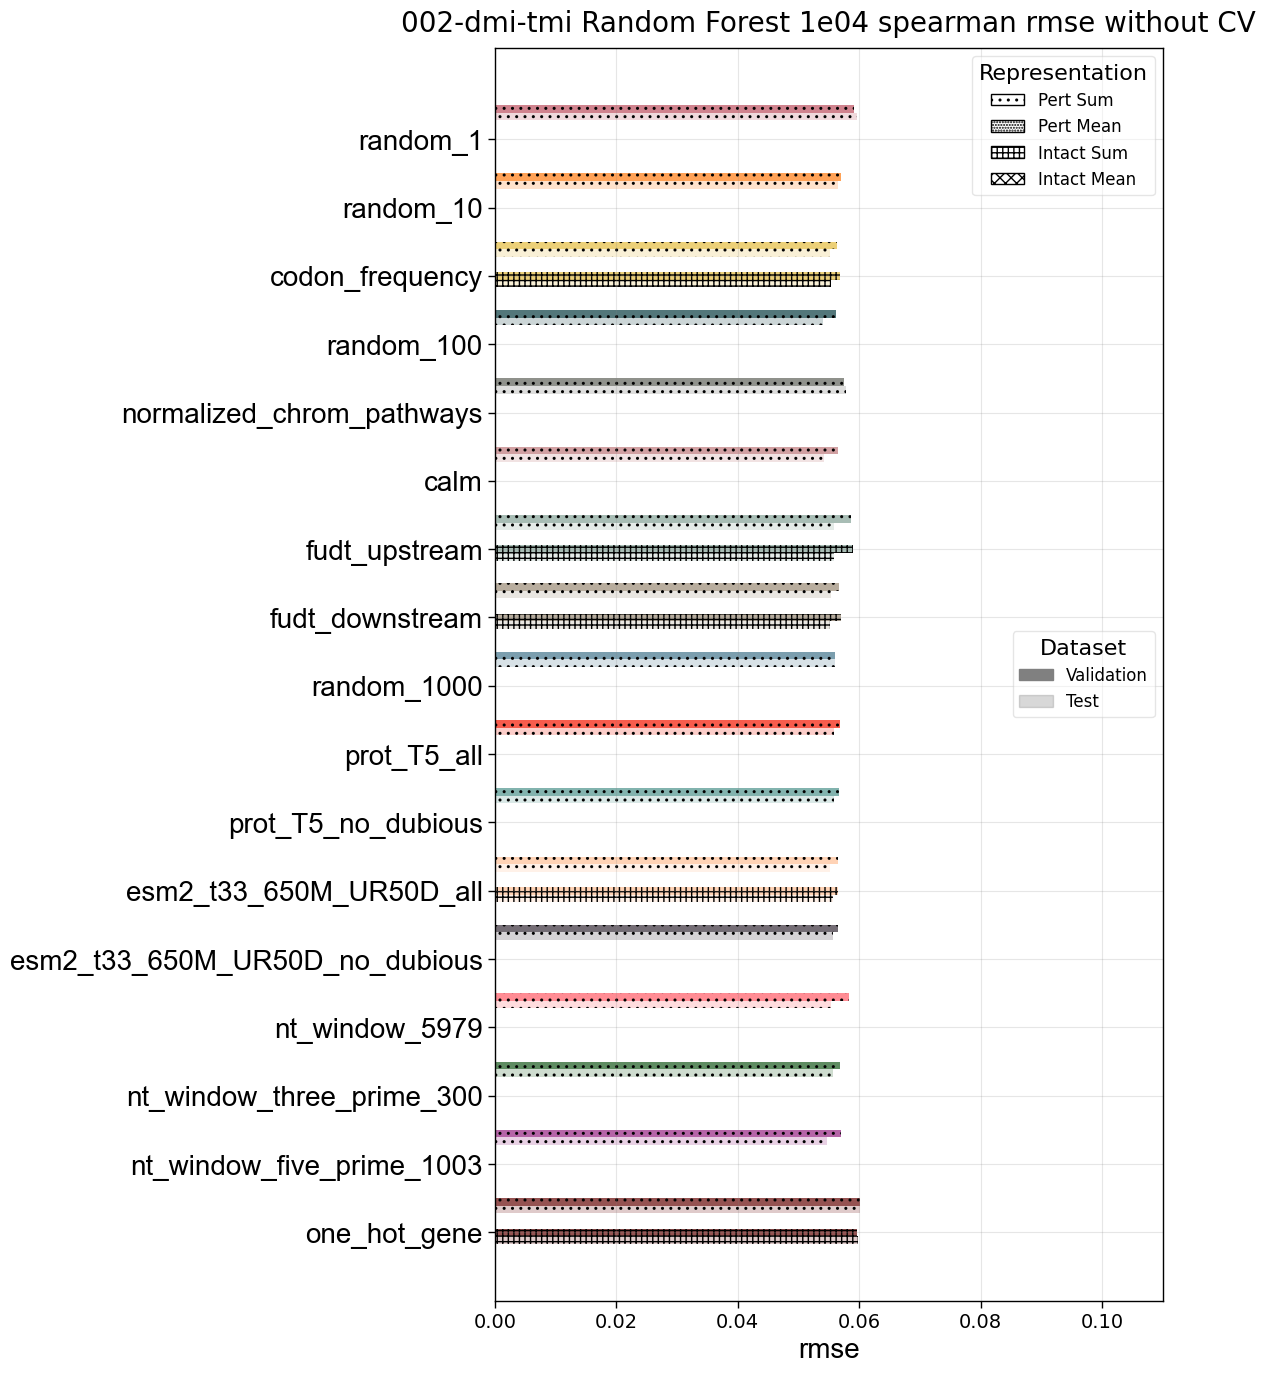 002-dmi-tmi Random Forest 1e04 spearman rmse without CV
Representation
Pert Sum
Pert Mean
Intact Sum
Intact Mean
random_1
random_10
codon_frequency
random_100
normalized_chrom_pathways
calm
fudt_upstream
fudt_downstream
Dataset
Validation
Test
random_1000
prot_T5_all
prot_T5_no_dubious
esm2_t33_650M_UR50D_all
esm2_t33_650M_UR50D_no_dubious
nt_window_5979
nt_window_three_prime_300
nt_window_five_prime_1003
one_hot_gene
0.00 0.02 0.04 0.06 0.08 0.10
rmse